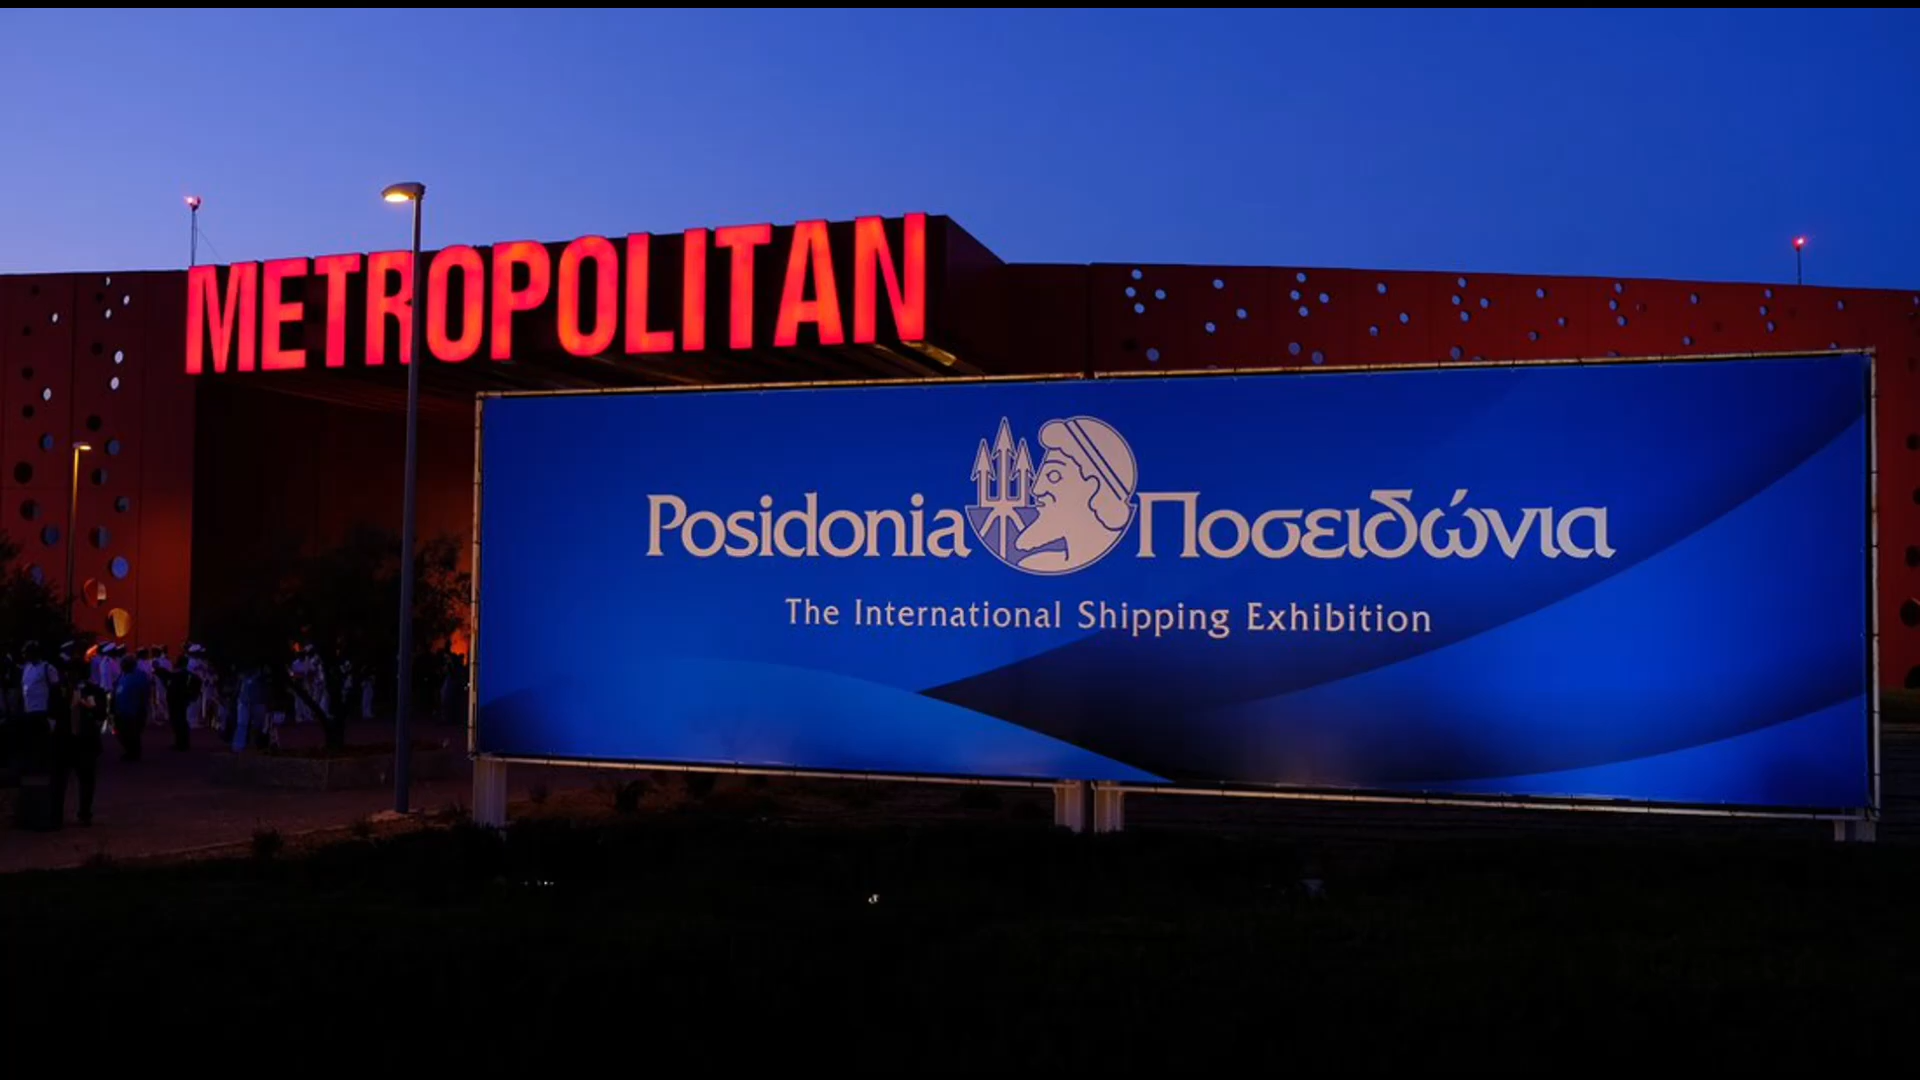 METROPOLITAN
Posidonia Ποσειδώνια
The International Shipping Exhibition